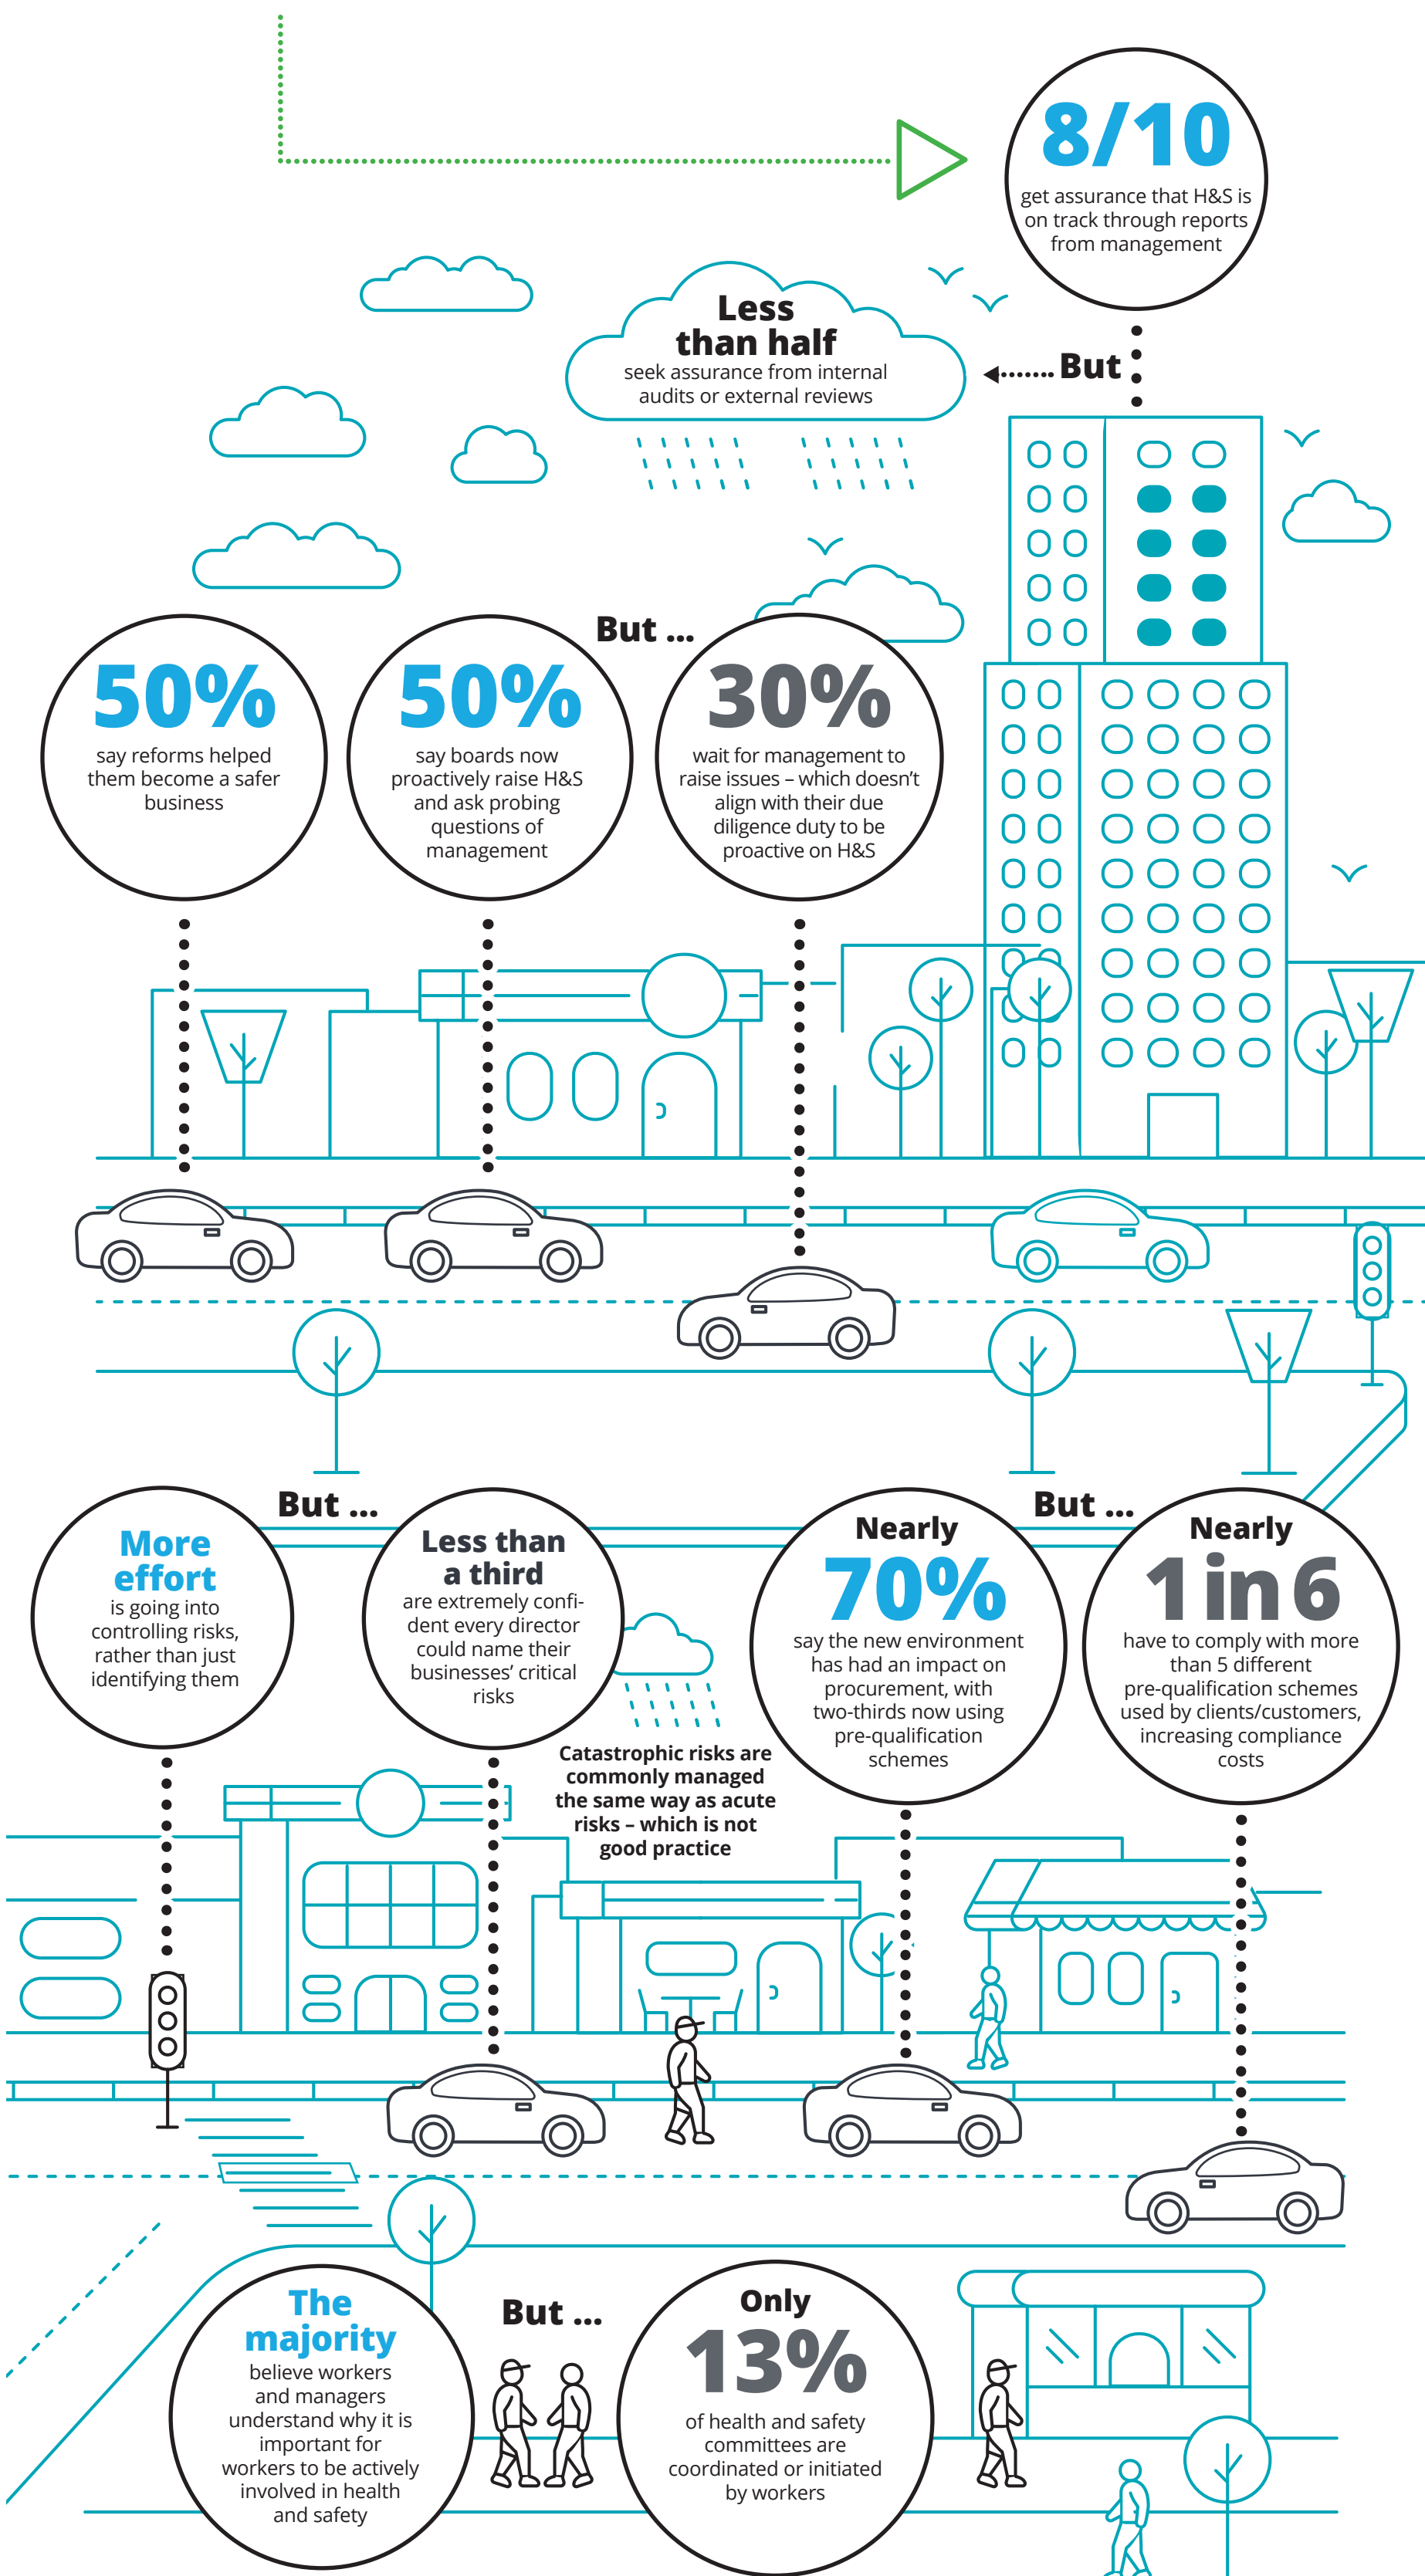 8/10
get assurance that H&S is
on track through reports
from management
But
Less
than half
seek assurance from internal
audits or external reviews
50%
say reforms helped
them become a safer
business
50%
say boards now
proactively raise H&S
and ask probing
questions of
management
But ...
30%
wait for management to
raise issues – which doesn't
align with their due
diligence duty to be
proactive on H&S
More
effort
is going into
controlling risks,
rather than just
identifying them
But ...
Less than
a third
are extremely confi-
dent every director
could name their
businesses' critical
risks
Catastrophic risks are
commonly managed
the same way as acute
risks – which is not
good practice
Nearly
70%
say the new environment
has had an impact on
procurement, with
two-thirds now using
pre-qualification
schemes
But ...
Nearly
1 in 6
have to comply with more
than 5 different
pre-qualification schemes
used by clients/customers,
increasing compliance
costs
The
majority
believe workers
and managers
understand why it is
important for
workers to be actively
involved in health
and safety
But ...
Only
13%
of health and safety
committees are
coordinated or initiated
by workers